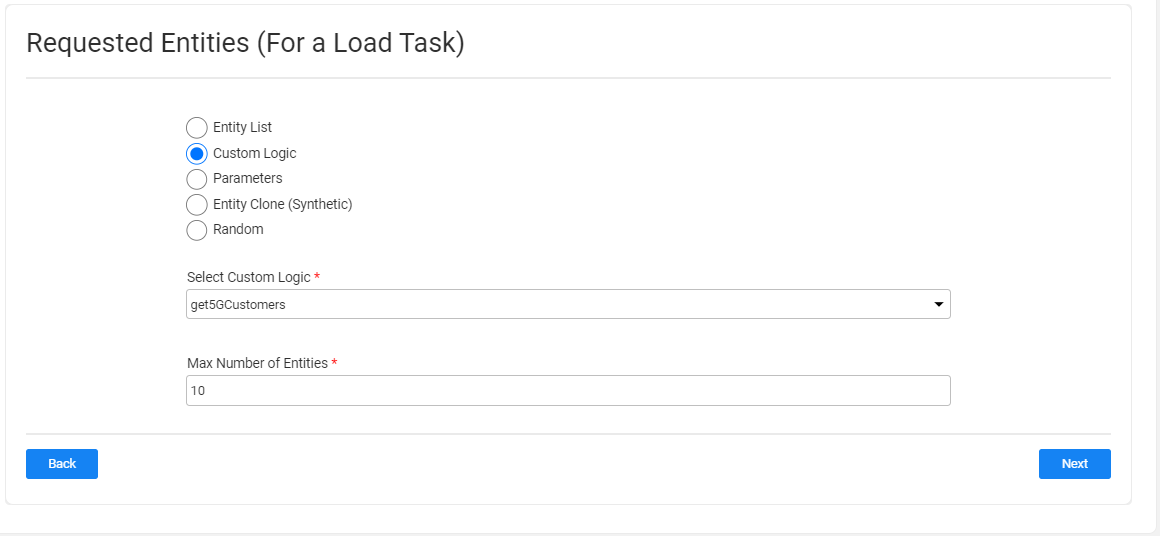 Requested Entities (For a Load Task)
Entity List
Custom Logic
Parameters
Entity Clone (Synthetic)
Random
Select Custom Logic *
get5GCustomers
Max Number of Entities *
10
Back
Next